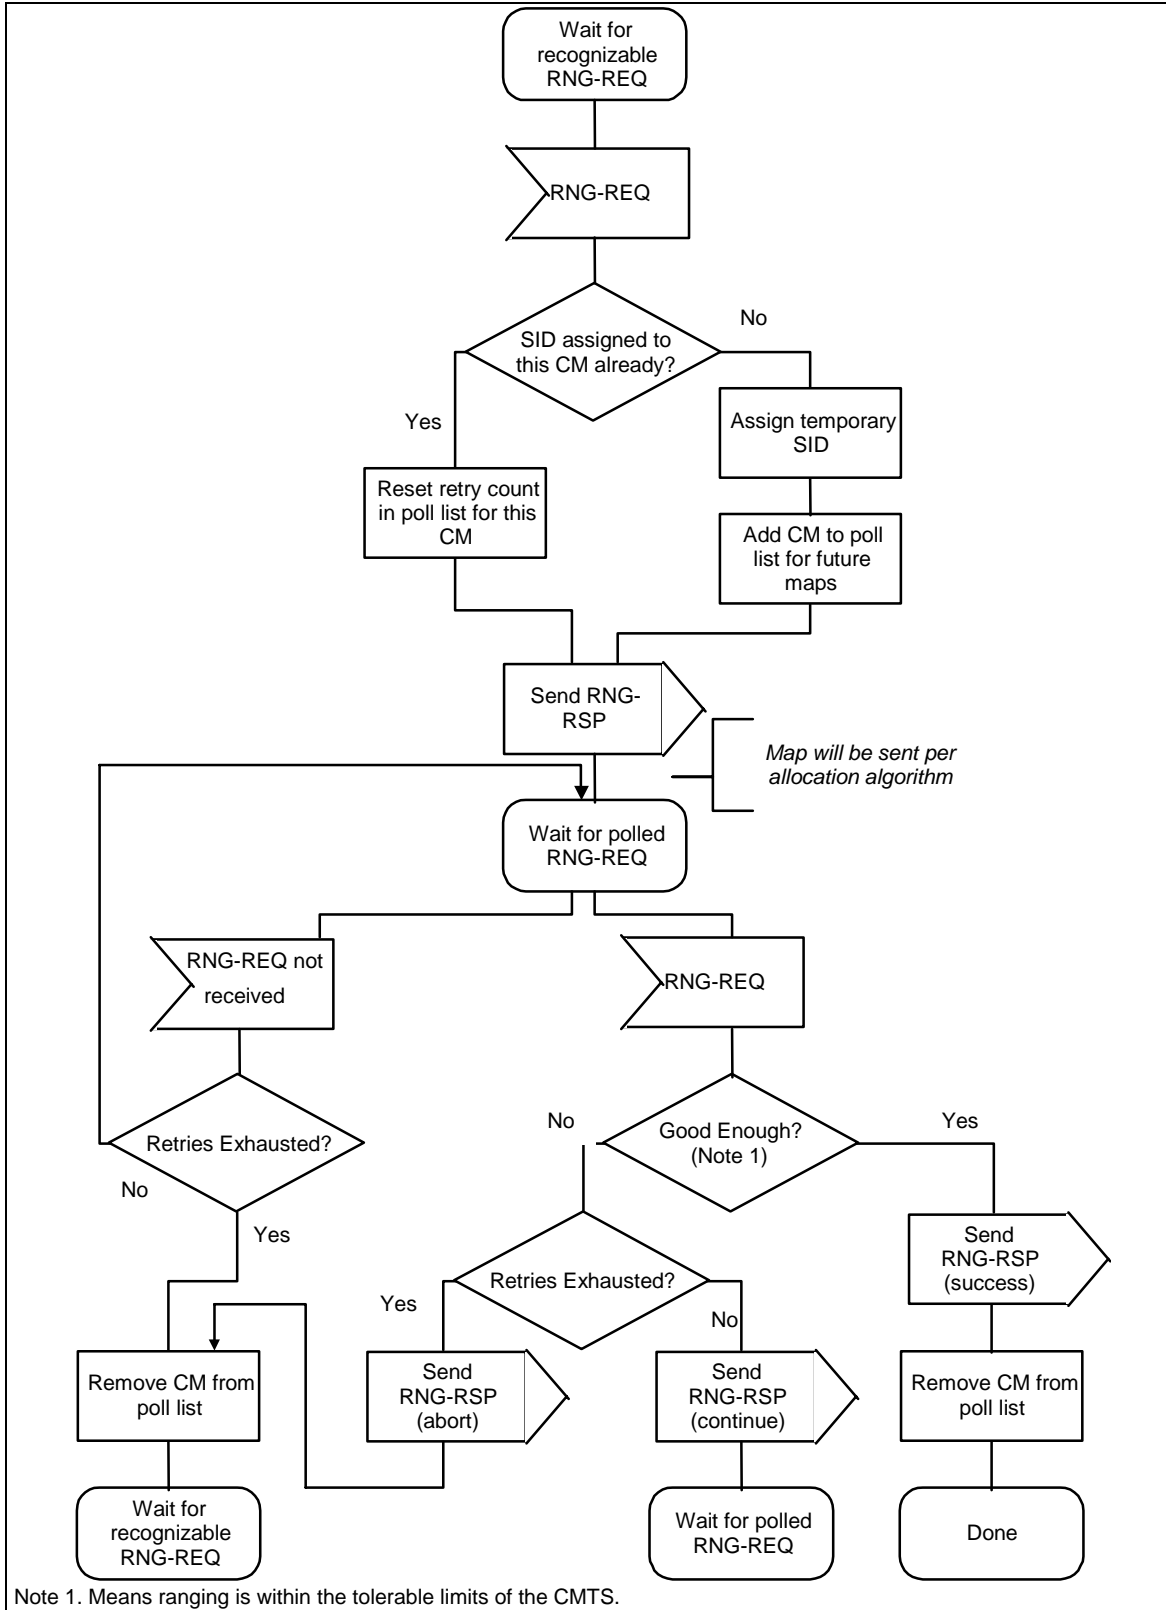 Wait for
recognizable
RNG-REQ
RNG-REQ
No
SID assigned to
this CM already?
Yes
Assign temporary
SID
Reset retry count
in poll list for this
CM
Add CM to poll
list for future
maps
Send RNG-
RSP
Map will be sent per
allocation algorithm
Wait for polled
RNG-REQ
RNG-REQ not
received
RNG-REQ
No
Good Enough?
(Note 1)
Yes
Retries Exhausted?
No
Yes
Send
RNG-RSP
(success)
Retries Exhausted?
Yes
No
Remove CM from
poll list
Send
RNG-RSP
(abort)
Send
RNG-RSP
(continue)
Remove CM from
poll list
Wait for
recognizable
RNG-REQ
Wait for polled
RNG-REQ
Done
Note 1. Means ranging is within the tolerable limits of the CMTS.